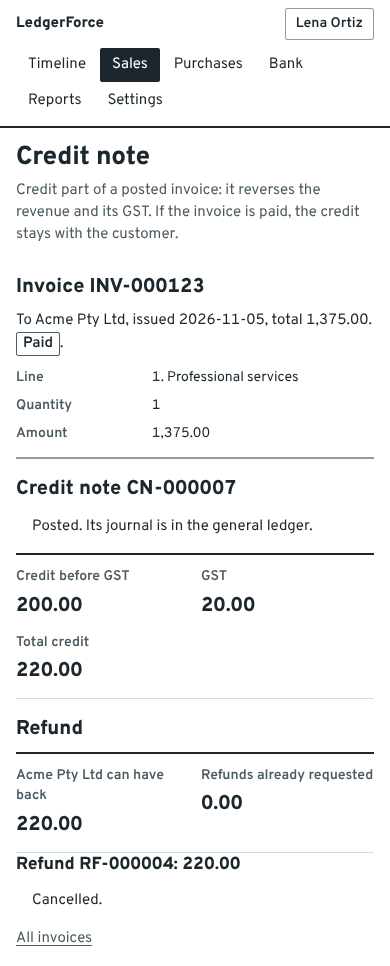 LedgerForce
Lena Ortiz
Timeline
Sales
Purchases
Bank
Reports
Settings
Credit note
Credit part of a posted invoice: it reverses the
revenue and its GST. If the invoice is paid, the credit
stays with the customer.
Invoice INV-000123
To Acme Pty Ltd, issued 2026-11-05, total 1,375.00.
Paid.
Line 1. Professional services
Quantity 1
Amount 1,375.00
Credit note CN-000007
Posted. Its journal is in the general ledger.
Credit before GST
200.00
GST
20.00
Total credit
220.00
Refund
Acme Pty Ltd can have
back
220.00
Refunds already requested
0.00
Refund RF-000004: 220.00
Cancelled.
All invoices